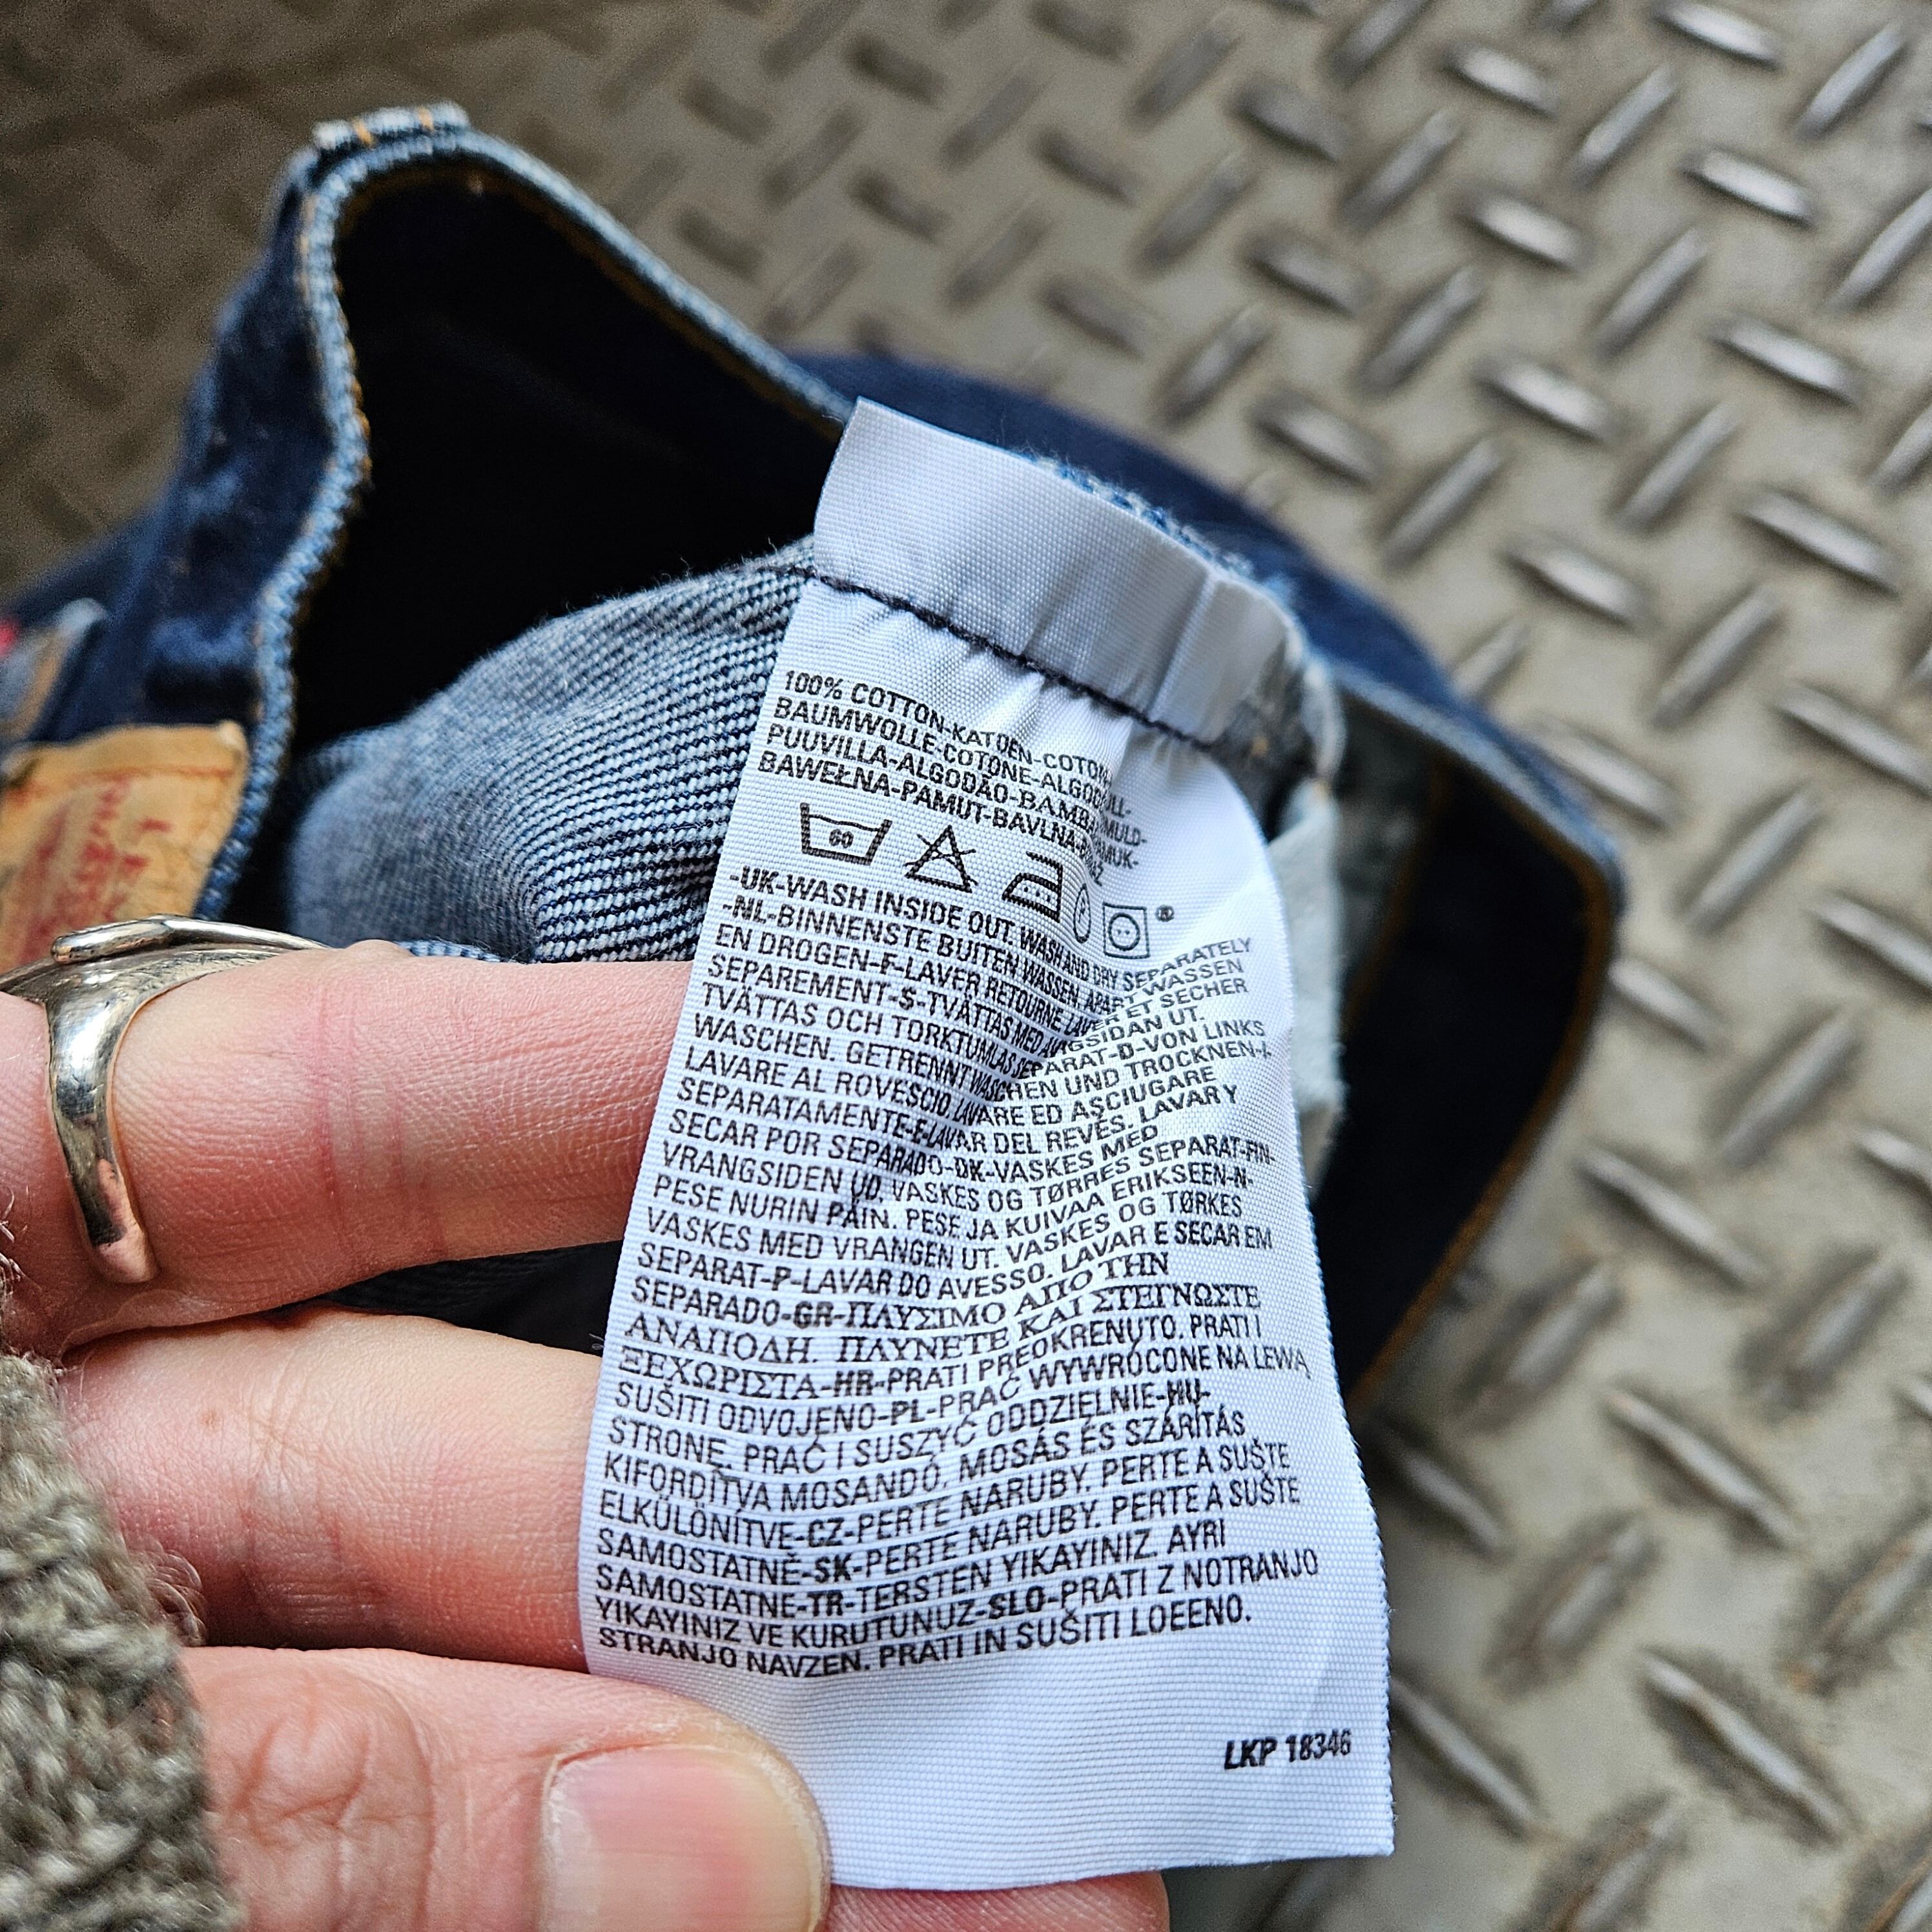 100% COTTON-KATOEN-COTON-
BAUMWOLLE-COTONE-ALGOD
PUUVILLA-ALGODÃO-BAMB
BAWEŁNA-PAMUT-BAVLNA-
60
-UK-WASH INSIDE OUT. WASH AND DRY SEPARATELY
-NL-BINNENSTE BUITEN WASSEN. APART WASSEN
EN DROGEN-F-LAVER RETOURNE. LAVER ET SECHER
SEPAREMENT-S-TVÄTTAS MED AVIGSIDAN UT
TVÄTTAS OCH TORKTUMLAS SEPARAT-D-VON LINKS
WASCHEN. GETRENNT WASCHEN UND TROCKNEN-I-
LAVARE AL ROVESCIO. LAVARE ED ASCIUGARE
SEPARATAMENTE-E-LAVAR DEL REVES. LAVAR Y
SECAR POR SEPARADO-DK-VASKES MED
VRANGSIDEN UD. VASKES OG TØRRES SEPARAT-FIN-
PESE NURIN PÄIN. PESE JA KUIVAA ERIKSEEN-N-
VASKES MED VRANGEN UT. VASKES OG TØRKES
SEPARAT-P-LAVAR DO AVESSO. LAVAR E SECAR EM
SEPARADO-GR-ΠΛΥΣΙΜΟ ΑΠΟ ΤΗΝ
ΑΝΑΠΟΔΗ. ΠΛΥΝΕΤΕ ΚΑΙ ΣΤΕΓΝΩΣΤΕ
ΞΕΧΩΡΙΣΤΑ-HR-PRATI PREOKRENUTO. PRATI I
SUŠITI ODVOJENO-PL-PRAĆ WYWRÓCONE NA LEWĄ
STRONĘ. PRAĆ I SUSZYĆ ODDZIELNIE-HU-
KIFORDÍTVA MOSANDÓ. MOSÁS ÉS SZÁRÍTÁS
ELKÜLÖNÍTVE-CZ-PERTE NARUBY. PERTE A SUŠTE
SAMOSTATNĚ-SK-PERTE NARUBY. PERTE A SUŠTE
SAMOSTATNE-TR-TERSTEN YIKAYINIZ. AYRI
YIKAYINIZ VE KURUTUNUZ-SLO-PRATI Z NOTRANJO
STRANJO NAVZEN. PRATI IN SUŠITI LOEENO.
LKP 18346